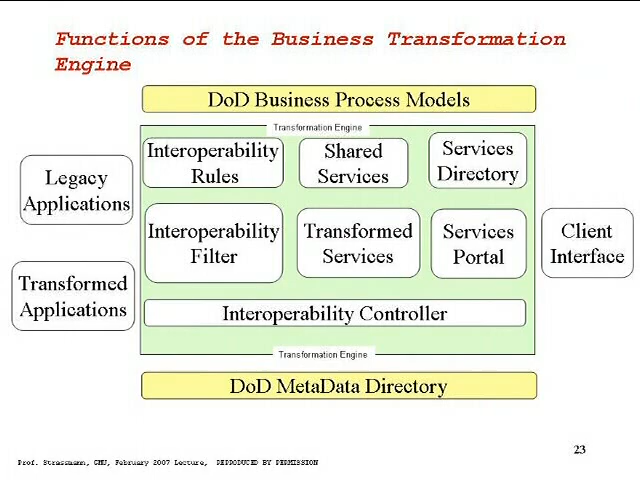 Functions of the Business Transformation
Engine
DoD Business Process Models
Transformation Engine
Interoperability
Rules
Shared
Services
Services
Directory
Legacy
Applications
Interoperability
Filter
Transformed
Services
Services
Portal
Client
Interface
Transformed
Applications
Interoperability Controller
Transformation Engine
DoD MetaData Directory
23
Prof. Strassmann, GMU, February 2007 Lecture, REPRODUCED BY PERMISSION